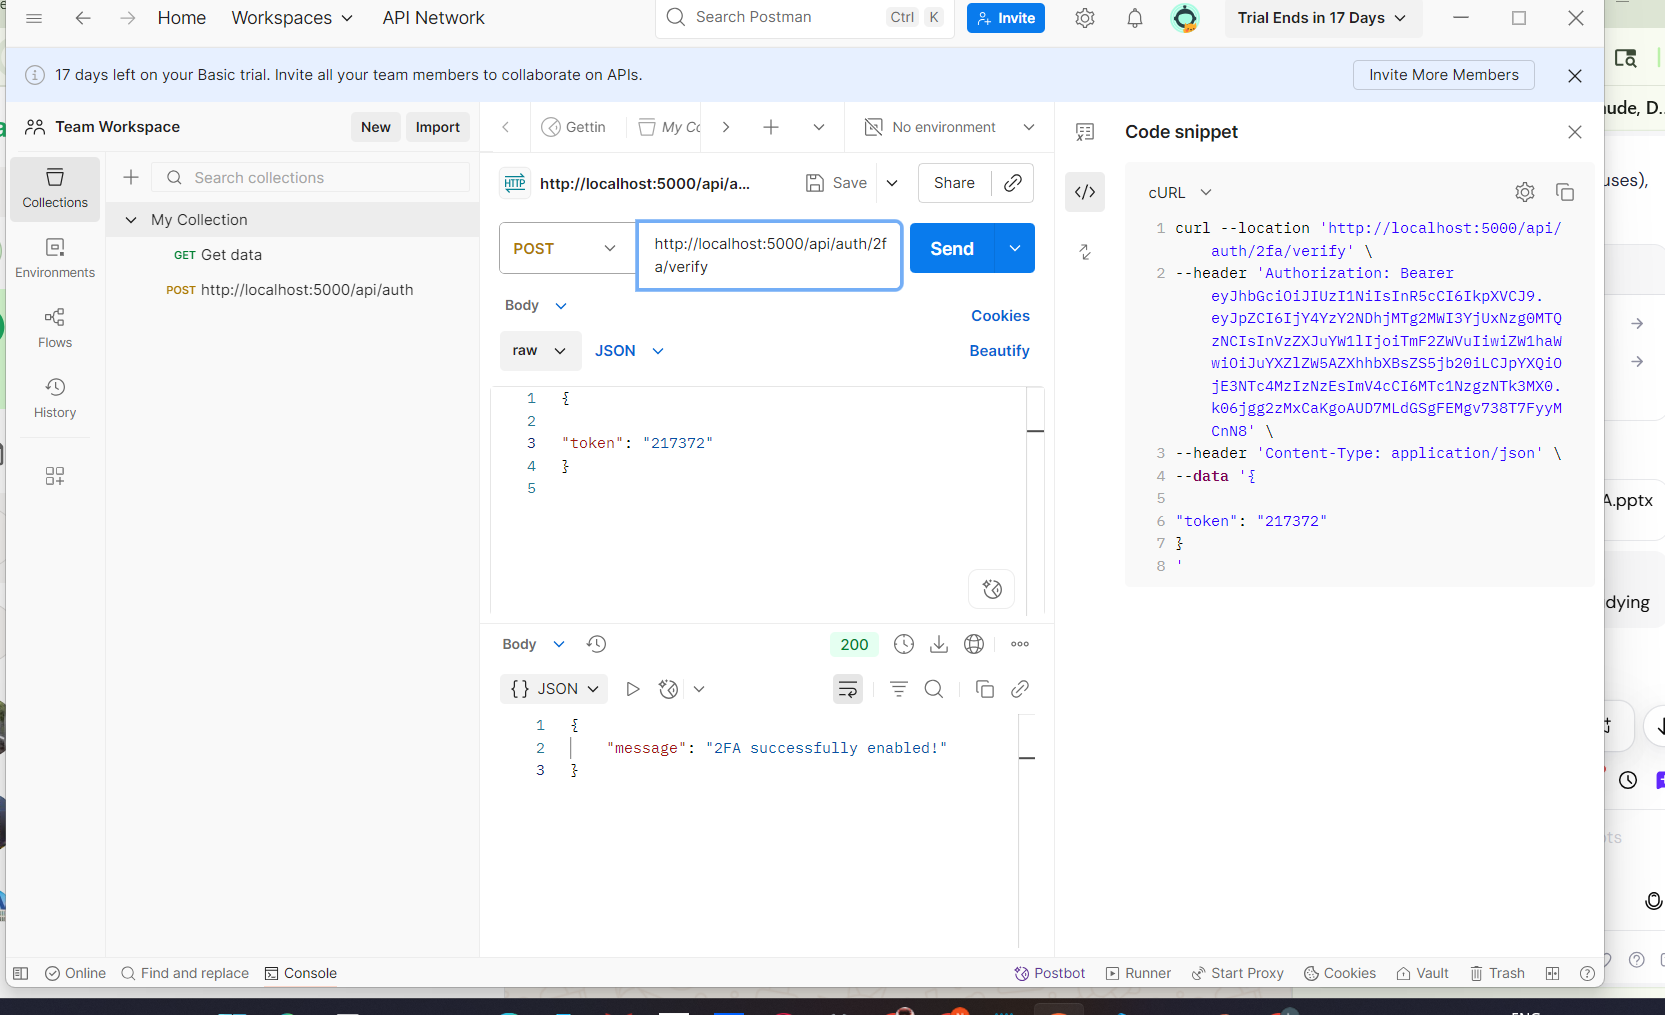 Home
Workspaces
API Network
Search Postman
Ctrl
K
Invite
Trial Ends in 17 Days
17 days left on your Basic trial. Invite all your team members to collaborate on APIs.
Invite More Members
Team Workspace
New
Import
Gettin
My Co
No environment
Code snippet
Collections
Environments
Flows
History
Search collections
My Collection
GET Get data
POST http://localhost:5000/api/auth
HTTP
http://localhost:5000/api/a...
Save
Share
POST
http://localhost:5000/api/auth/2f
a/verify
Send
Body
Cookies
raw
JSON
Beautify
1 {
2
3 "token": "217372"
4 }
5
Body
200
{} JSON
1 {
2 "message": "2FA successfully enabled!"
3 }
cURL
1 curl --location 'http://localhost:5000/api/
auth/2fa/verify' \
2 --header 'Authorization: Bearer
eyJhbGciOiJIUzI1NiIsInR5cCI6IkpXVCJ9.
eyJpZCI6IjY4YzY2NDhjMTg2MWI3YjUxNzg0MTQ
zNCIsInVzZXJuYW1lIjoiTmF2ZWVuIiwiZW1haW
wiOiJuYXZlZW5AZXhhbXBsZS5jb20iLCJpYXQiO
jE3NTc4MzIzNzEsImV4cCI6MTc1NzgzNTk3MX0.
k06jgg2zMxCaKgoAUD7MLdGSgFEMgv738T7FyyM
CnN8' \
3 --header 'Content-Type: application/json' \
4 --data '{
5
6 "token": "217372"
7 }
8 '
Online
Find and replace
Console
Postbot
Runner
Start Proxy
Cookies
Vault
Trash
aude, D...
uses),
A.pptx
dying